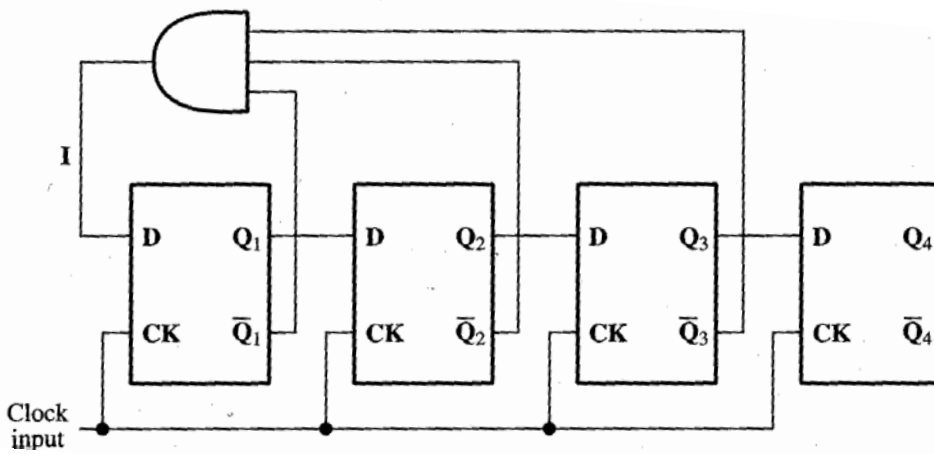 I
D Q₁ D Q₂ D Q₃ D Q₄
CK Q̅₁ CK Q̅₂ CK Q̅₃ CK Q̅₄
Clock
input